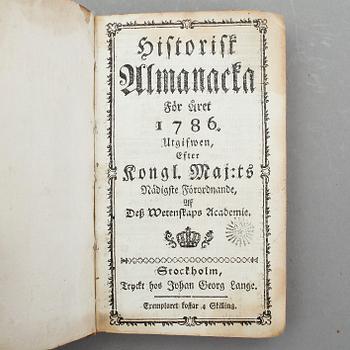 Historisk
Almanacka
För Året
1786.
Utgifwen,
Efter
Kongl. Maj:ts
Nådigste Förordnande,
Af
Deß Wetenskaps Academie.
Stockholm,
Tryckt hos Johan Georg Lange.
Exemplaret kostar 4 Skilling.